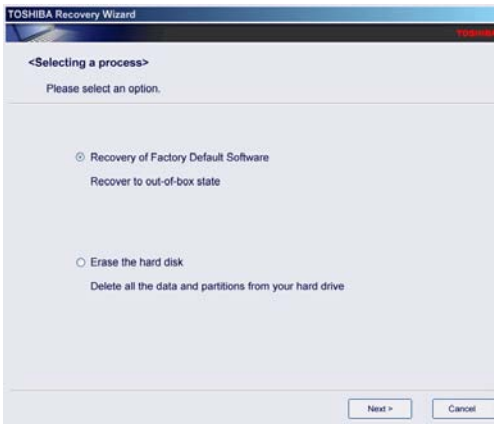 TOSHIBA Recovery Wizard
TOSHIBA
<Selecting a process>
Please select an option.
Recovery of Factory Default Software
Recover to out-of-box state
Erase the hard disk
Delete all the data and partitions from your hard drive
Next >
Cancel